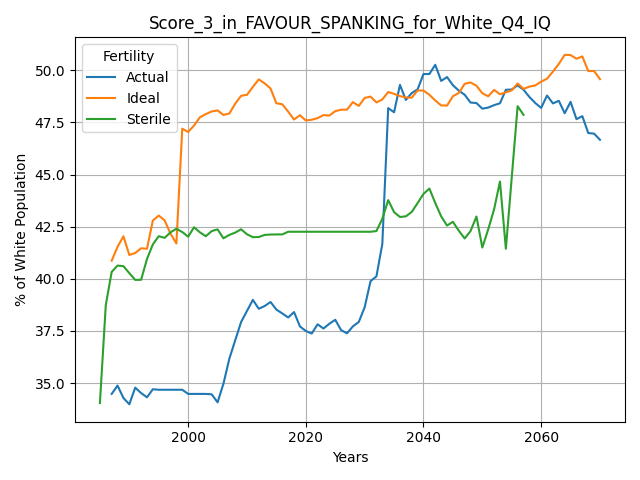 Score_3_in_FAVOUR_SPANKING_for_White_Q4_IQ
Fertility
Actual
Ideal
Sterile
% of White Population
50.0
47.5
45.0
42.5
40.0
37.5
35.0
2000 2020 2040 2060
Years